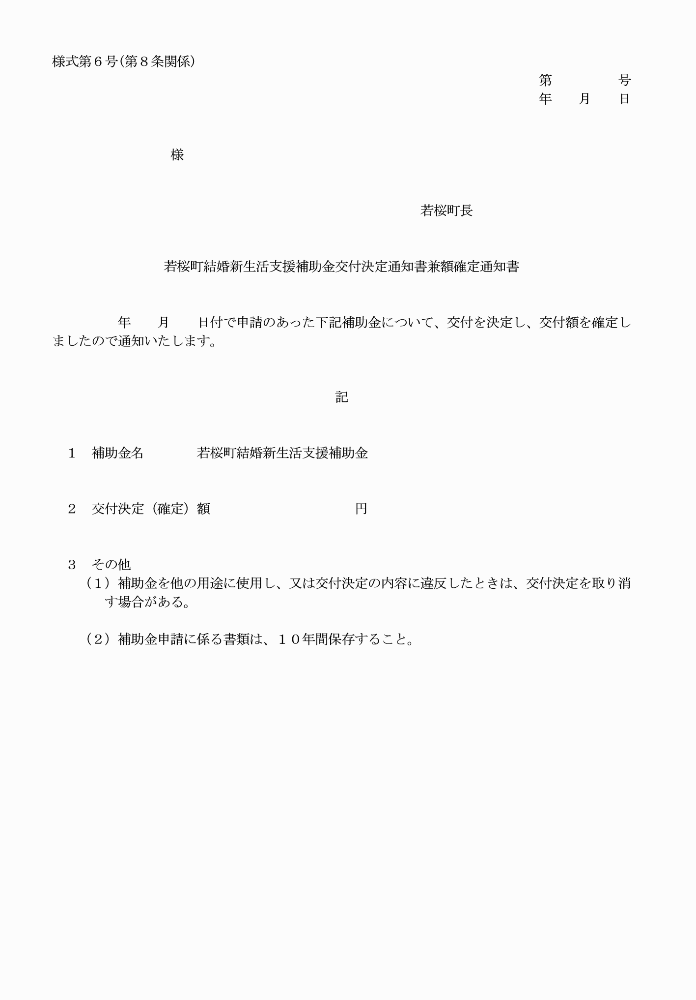 様式第６号（第８条関係）
第　　　　　号
年　　月　　日
様
若桜町長
若桜町結婚新生活支援補助金交付決定通知書兼額確定通知書
年　　月　　日付で申請のあった下記補助金について、交付を決定し、交付額を確定し
ましたので通知いたします。
記
１　補助金名　　　　若桜町結婚新生活支援補助金
２　交付決定（確定）額　　　　　　　　　　　円
３　その他
（１）補助金を他の用途に使用し、又は交付決定の内容に違反したときは、交付決定を取り消
す場合がある。
（２）補助金申請に係る書類は、１０年間保存すること。